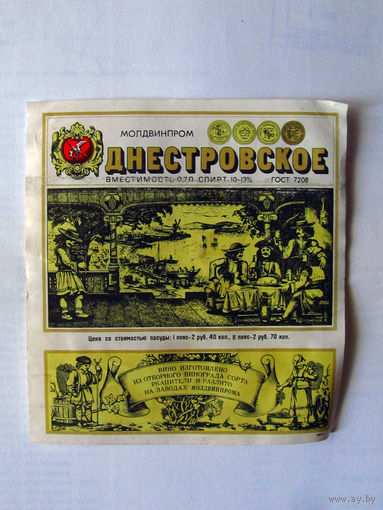 МОЛДВИНПРОМ
ДНЕСТРОВСКОЕ
ВМЕСТИМОСТЬ 0,7Л СПИРТ 10-13% ГОСТ 7208
Цена со стоимостью посуды: I пояс-2 руб. 40 коп., II пояс-2 руб. 70 коп.
ВИНО ИЗГОТОВЛЕНО
ИЗ ОТБОРНОГО ВИНОГРАДА СОРТА
РКАЦИТЕЛИ И РАЗЛИТО
НА ЗАВОДАХ МОЛДВИНПРОМА
www.ay.by